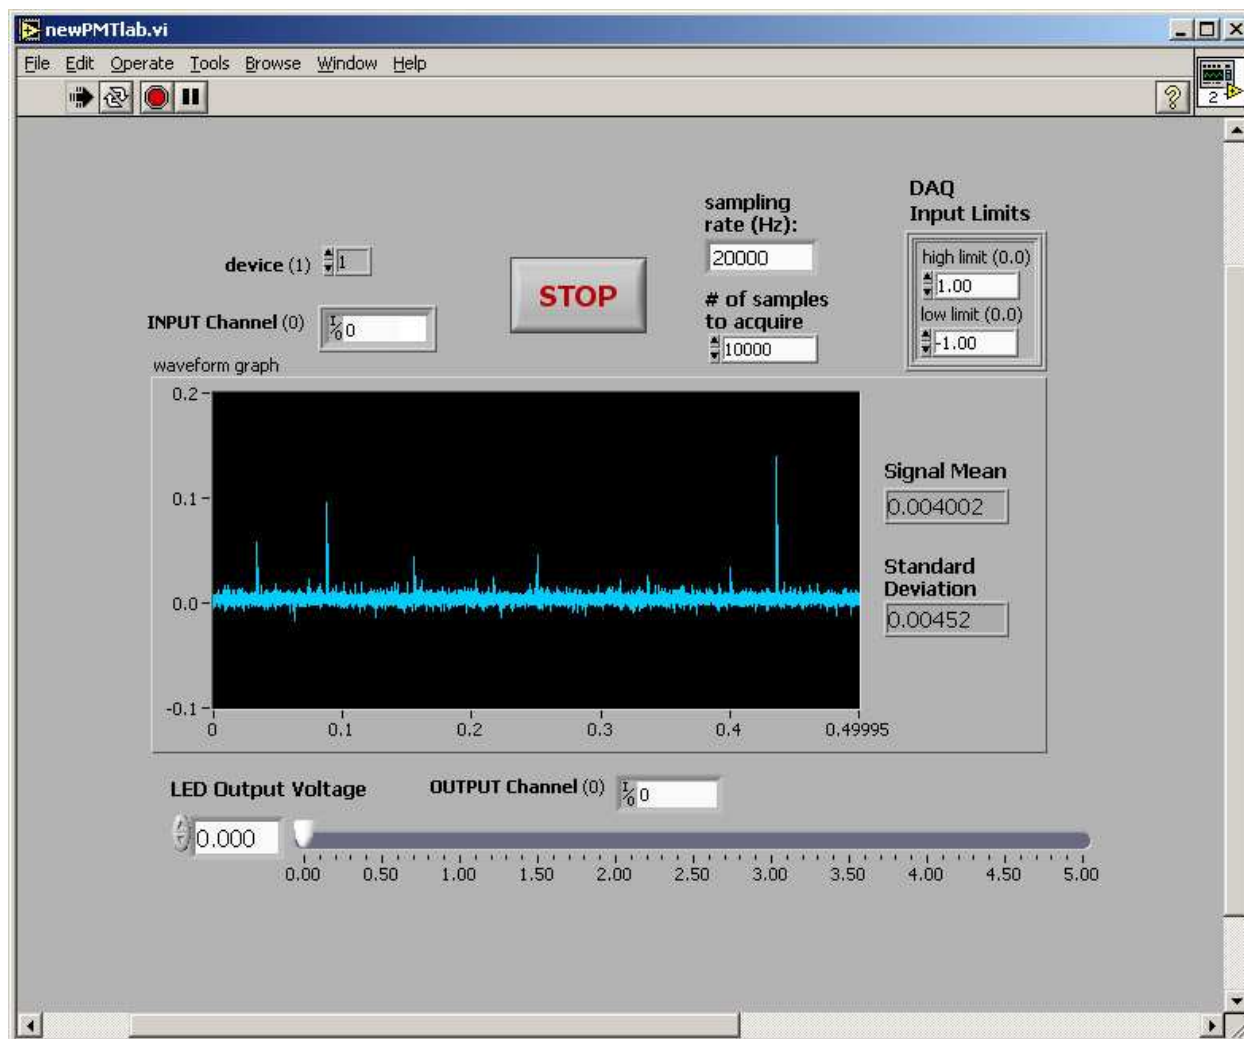 newPMTlab.vi
File Edit Operate Tools Browse Window Help
2
sampling
rate (Hz):
20000
DAQ
Input Limits
device (1) 1
STOP
high limit (0.0)
1.00
INPUT Channel (0) I/O 0
# of samples
to acquire
10000
low limit (0.0)
-1.00
waveform graph
0.2
0.1
0.0
-0.1
0 0.1 0.2 0.3 0.4 0.49995
Signal Mean
0.004002
Standard
Deviation
0.00452
LED Output Voltage
OUTPUT Channel (0) I/O 0
0.000
0.00 0.50 1.00 1.50 2.00 2.50 3.00 3.50 4.00 4.50 5.00